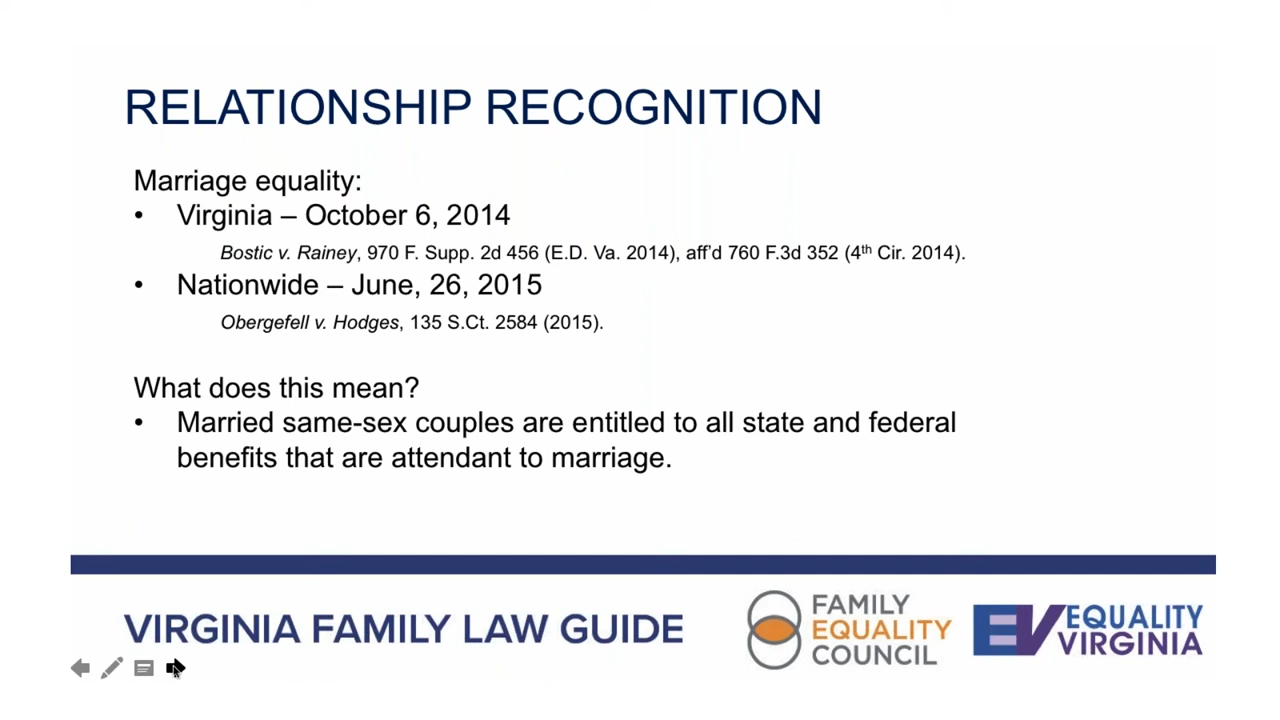 RELATIONSHIP RECOGNITION
Marriage equality:
• Virginia – October 6, 2014
Bostic v. Rainey, 970 F. Supp. 2d 456 (E.D. Va. 2014), aff'd 760 F.3d 352 (4th Cir. 2014).
• Nationwide – June, 26, 2015
Obergefell v. Hodges, 135 S.Ct. 2584 (2015).
What does this mean?
• Married same-sex couples are entitled to all state and federal
benefits that are attendant to marriage.
VIRGINIA FAMILY LAW GUIDE
FAMILY
EQUALITY
COUNCIL
EV EQUALITY
VIRGINIA